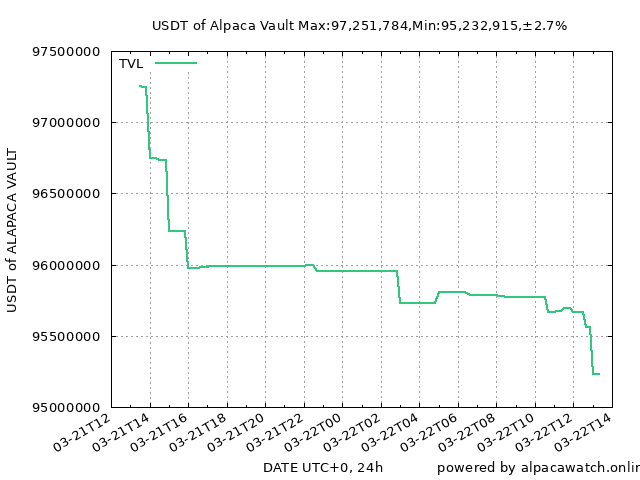 USDT of Alpaca Vault Max:97,251,784,Min:95,232,915,±2.7%
TVL
97500000
97000000
96500000
96000000
95500000
95000000
USDT of ALAPACA VAULT
03-21T12
03-21T14
03-21T16
03-21T18
03-21T20
03-21T22
03-22T00
03-22T02
03-22T04
03-22T06
03-22T08
03-22T10
03-22T12
03-22T14
DATE UTC+0, 24h
powered by alpacawatch.onlin